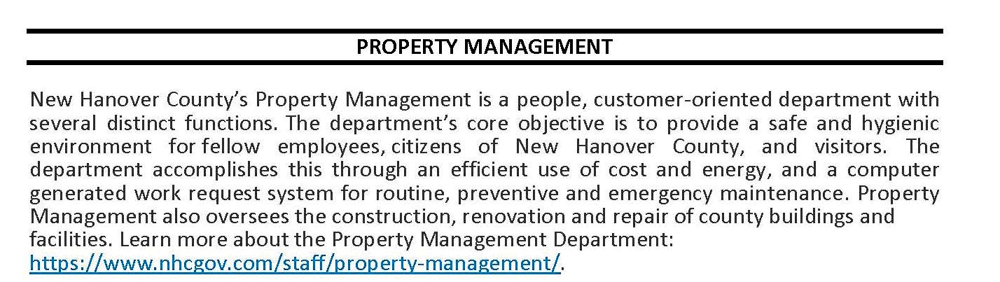 PROPERTY MANAGEMENT
New Hanover County’s Property Management is a people, customer-oriented department with
several distinct functions. The department’s core objective is to provide a safe and hygienic
environment for fellow employees, citizens of New Hanover County, and visitors. The
department accomplishes this through an efficient use of cost and energy, and a computer
generated work request system for routine, preventive and emergency maintenance. Property
Management also oversees the construction, renovation and repair of county buildings and
facilities. Learn more about the Property Management Department:
https://www.nhcgov.com/staff/property-management/.